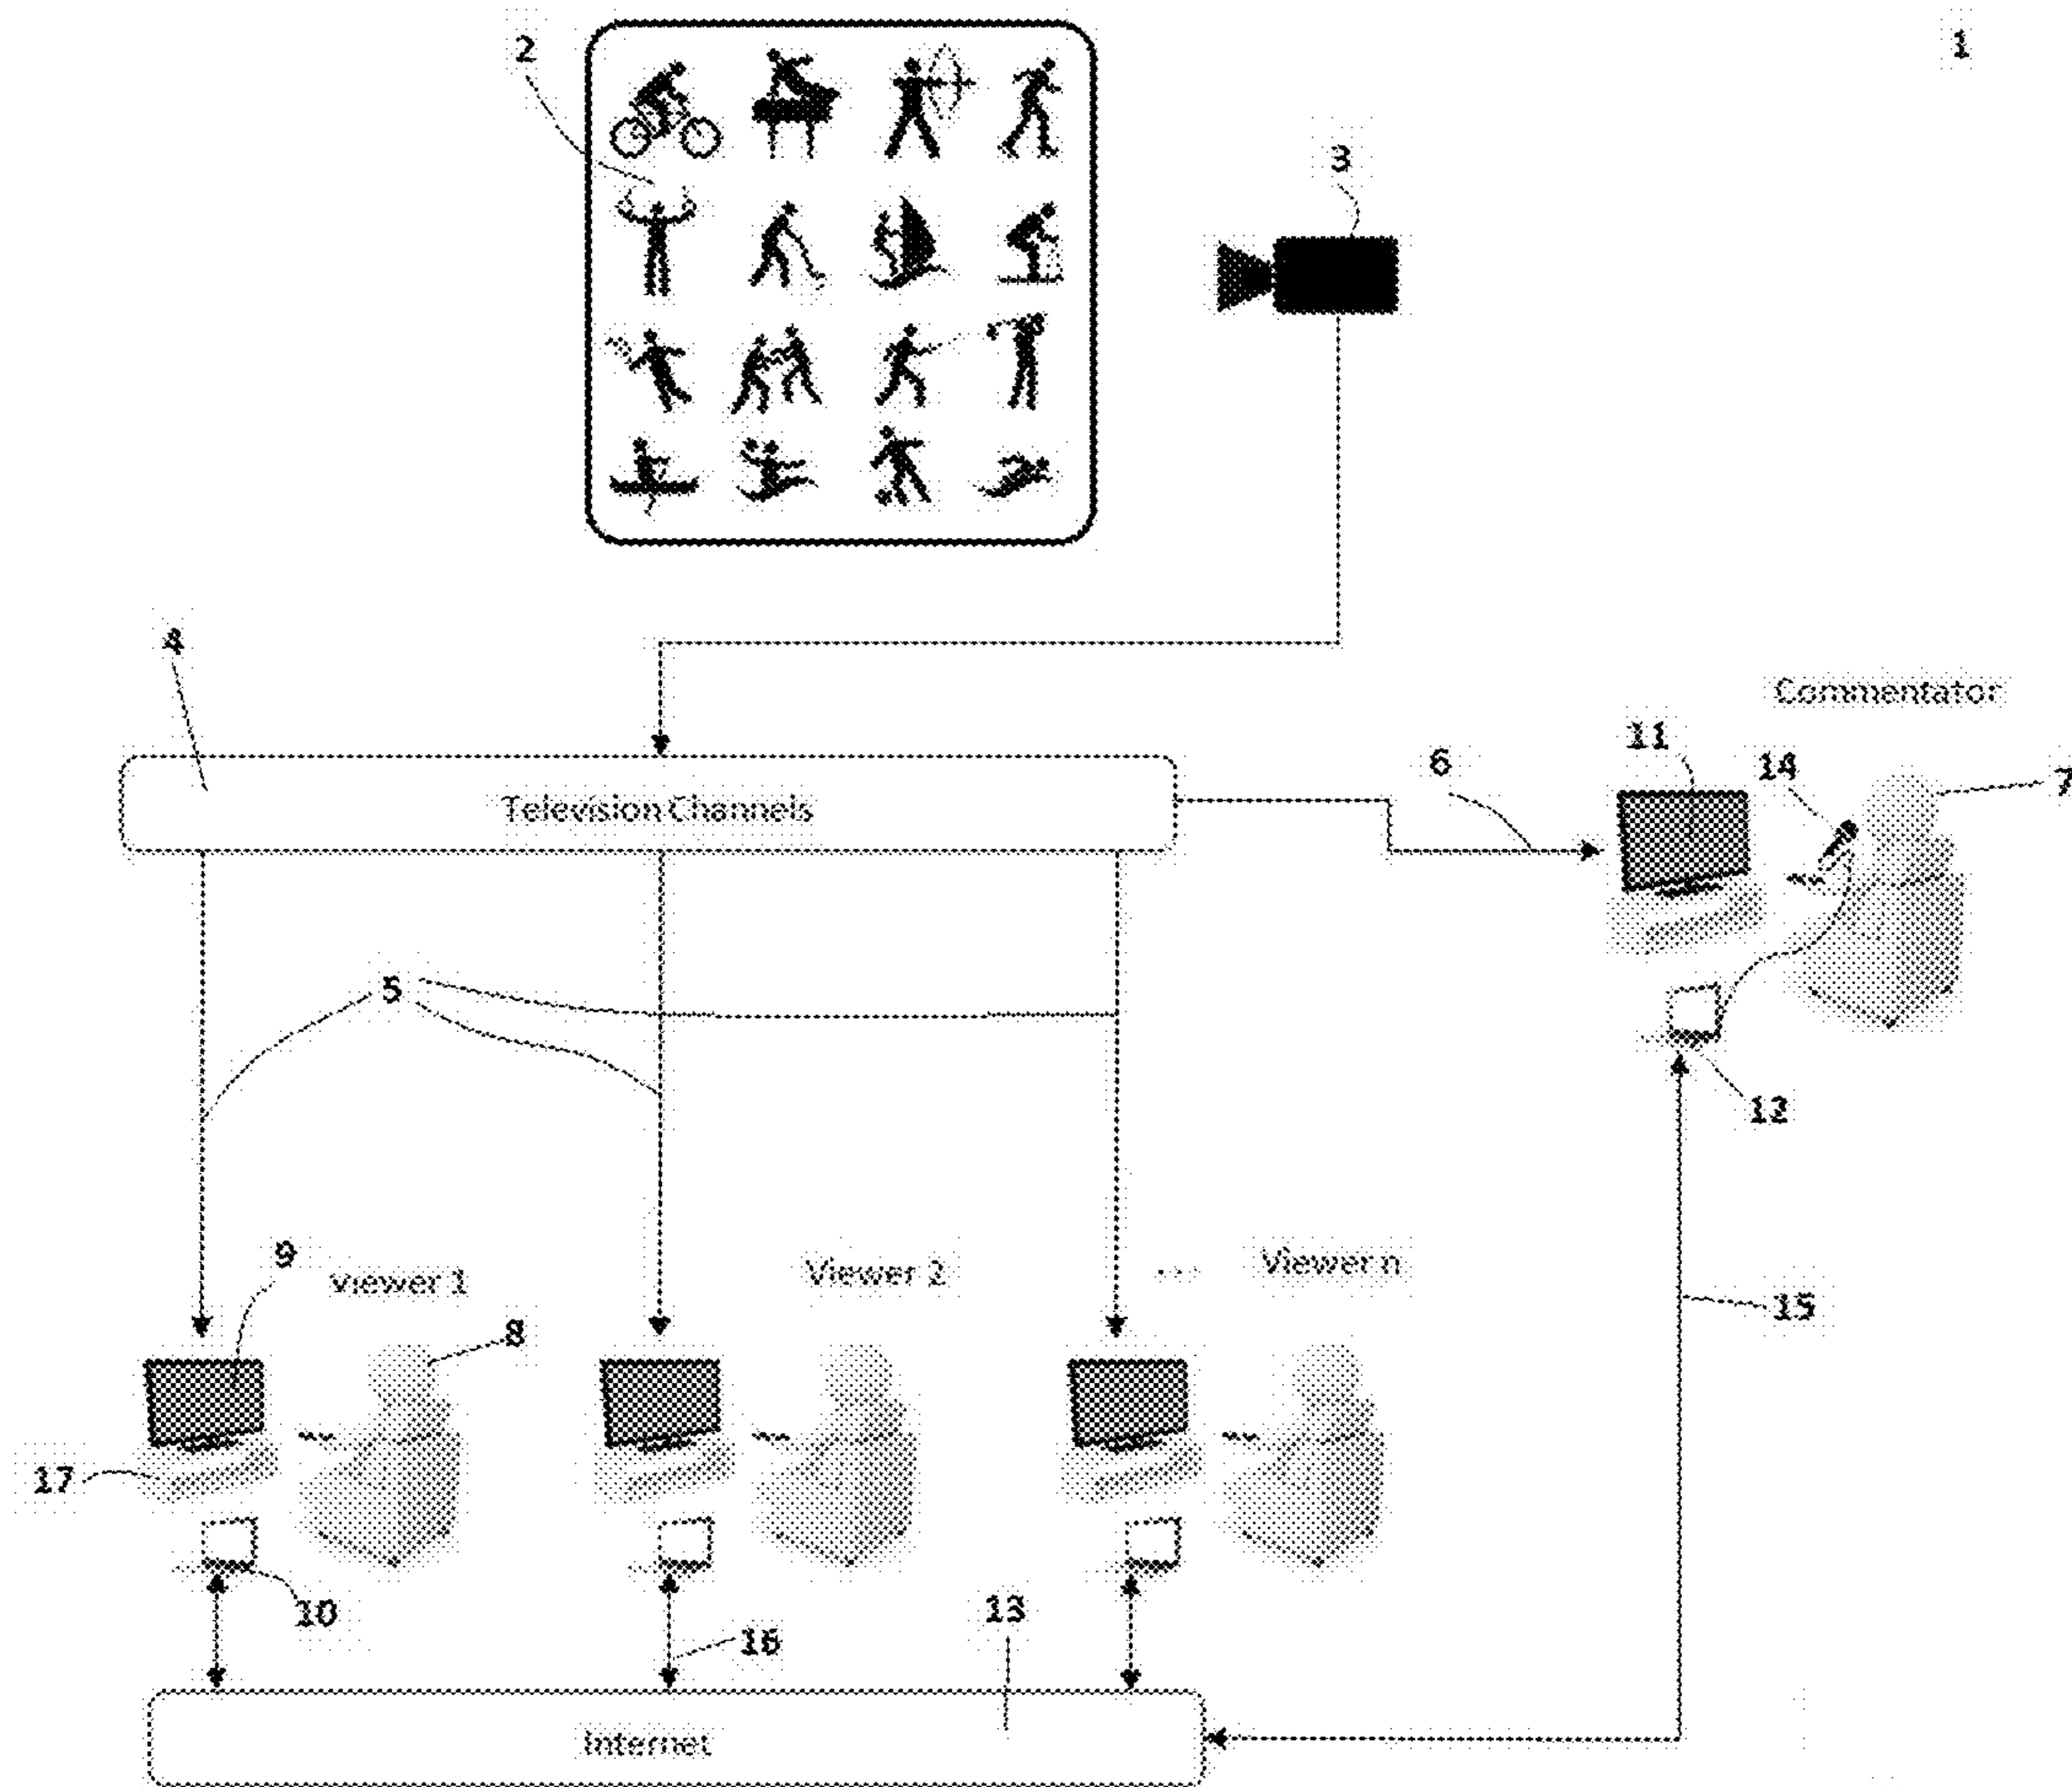 2
1
3
4
Commentator
11
6
14
7
Television Channels
5
12
9
viewer 1
Viewer 2
... Viewer n
15
8
17
10
16
13
Internet